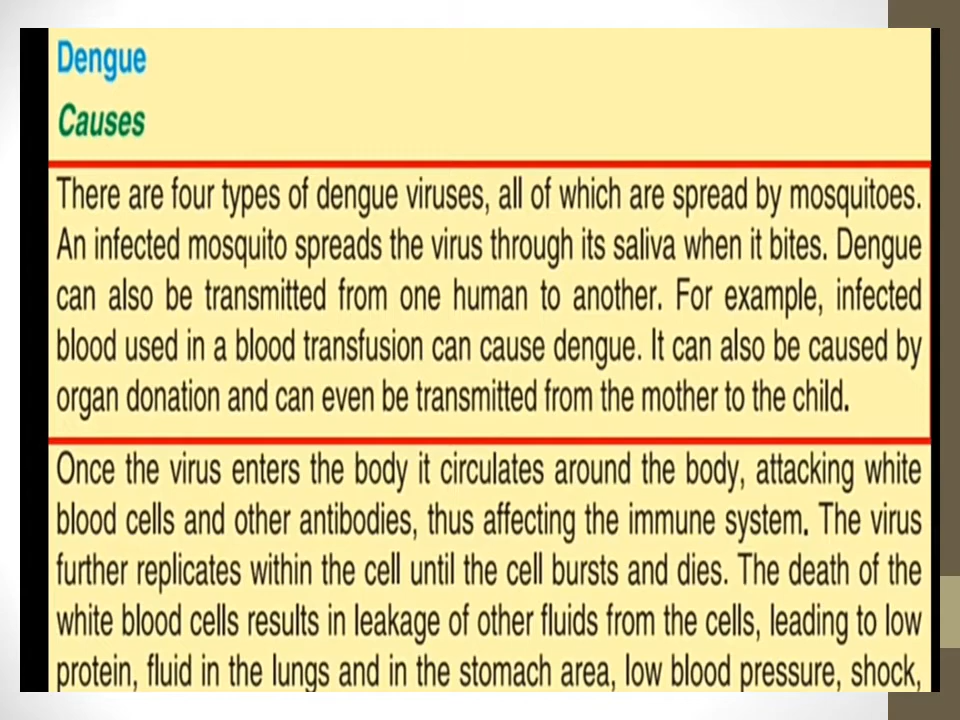 Dengue
Causes
There are four types of dengue viruses, all of which are spread by mosquitoes.
An infected mosquito spreads the virus through its saliva when it bites. Dengue
can also be transmitted from one human to another. For example, infected
blood used in a blood transfusion can cause dengue. It can also be caused by
organ donation and can even be transmitted from the mother to the child.
Once the virus enters the body it circulates around the body, attacking white
blood cells and other antibodies, thus affecting the immune system. The virus
further replicates within the cell until the cell bursts and dies. The death of the
white blood cells results in leakage of other fluids from the cells, leading to low
protein, fluid in the lungs and in the stomach area, low blood pressure, shock,